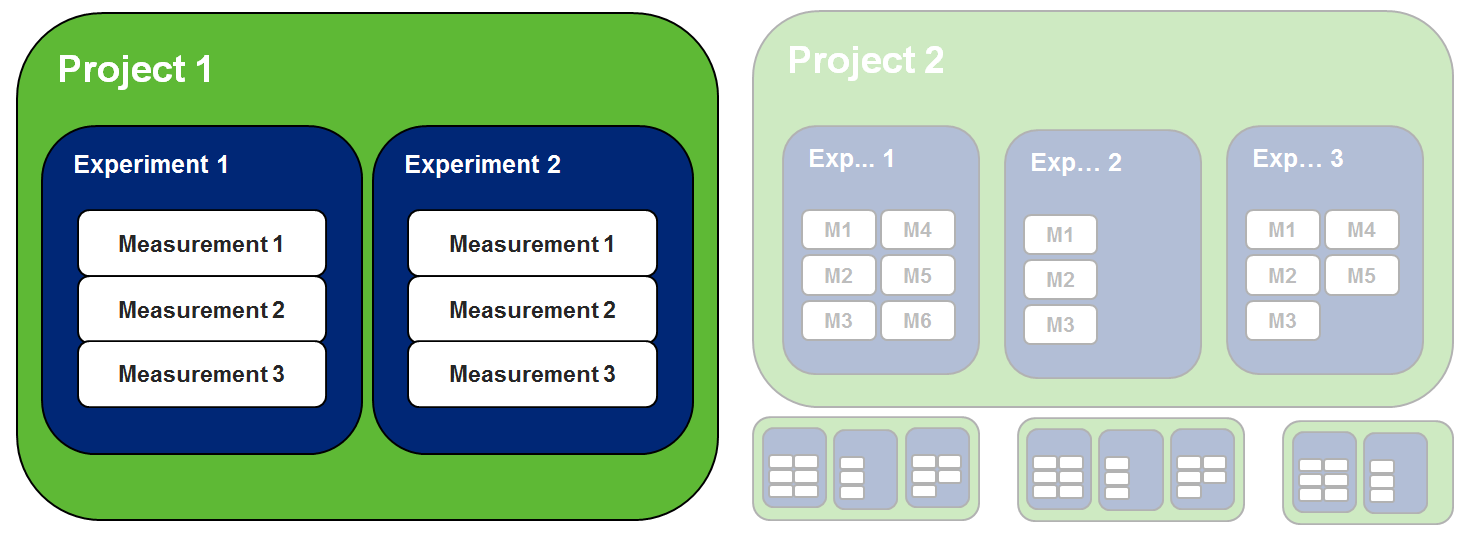 Project 1
Experiment 1
Measurement 1
Measurement 2
Measurement 3
Experiment 2
Measurement 1
Measurement 2
Measurement 3
Project 2
Exp... 1
M1 M4
M2 M5
M3 M6
Exp... 2
M1
M2
M3
Exp... 3
M1 M4
M2 M5
M3